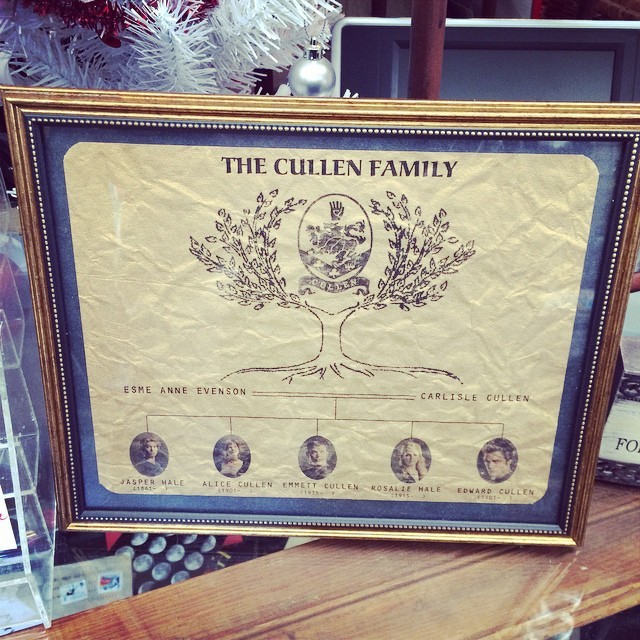 THE CULLEN FAMILY
CULLEN
ESME ANNE EVENSON
CARLISLE CULLEN
JASPER HALE
ALICE CULLEN
EMMETT CULLEN
ROSALIE HALE
EDWARD CULLEN
FO